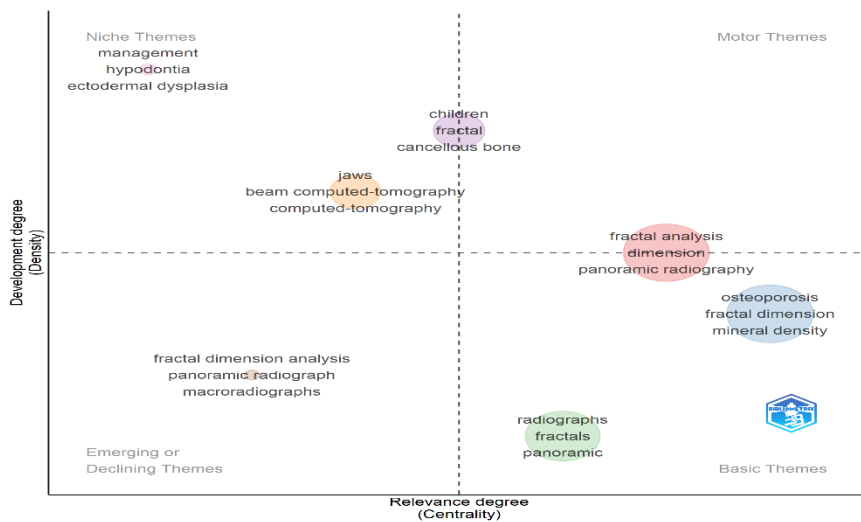 Niche Themes
management
hypodontia
ectodermal dysplasia
Motor Themes
children
fractal
cancellous bone
jaws
beam computed-tomography
computed-tomography
fractal analysis
dimension
panoramic radiography
osteoporosis
fractal dimension
mineral density
fractal dimension analysis
panoramic radiograph
macroradiographs
radiographs
fractals
panoramic
BIBLIOMETRIX
Emerging or
Declining Themes
Basic Themes
Development degree
(Density)
Relevance degree
(Centrality)